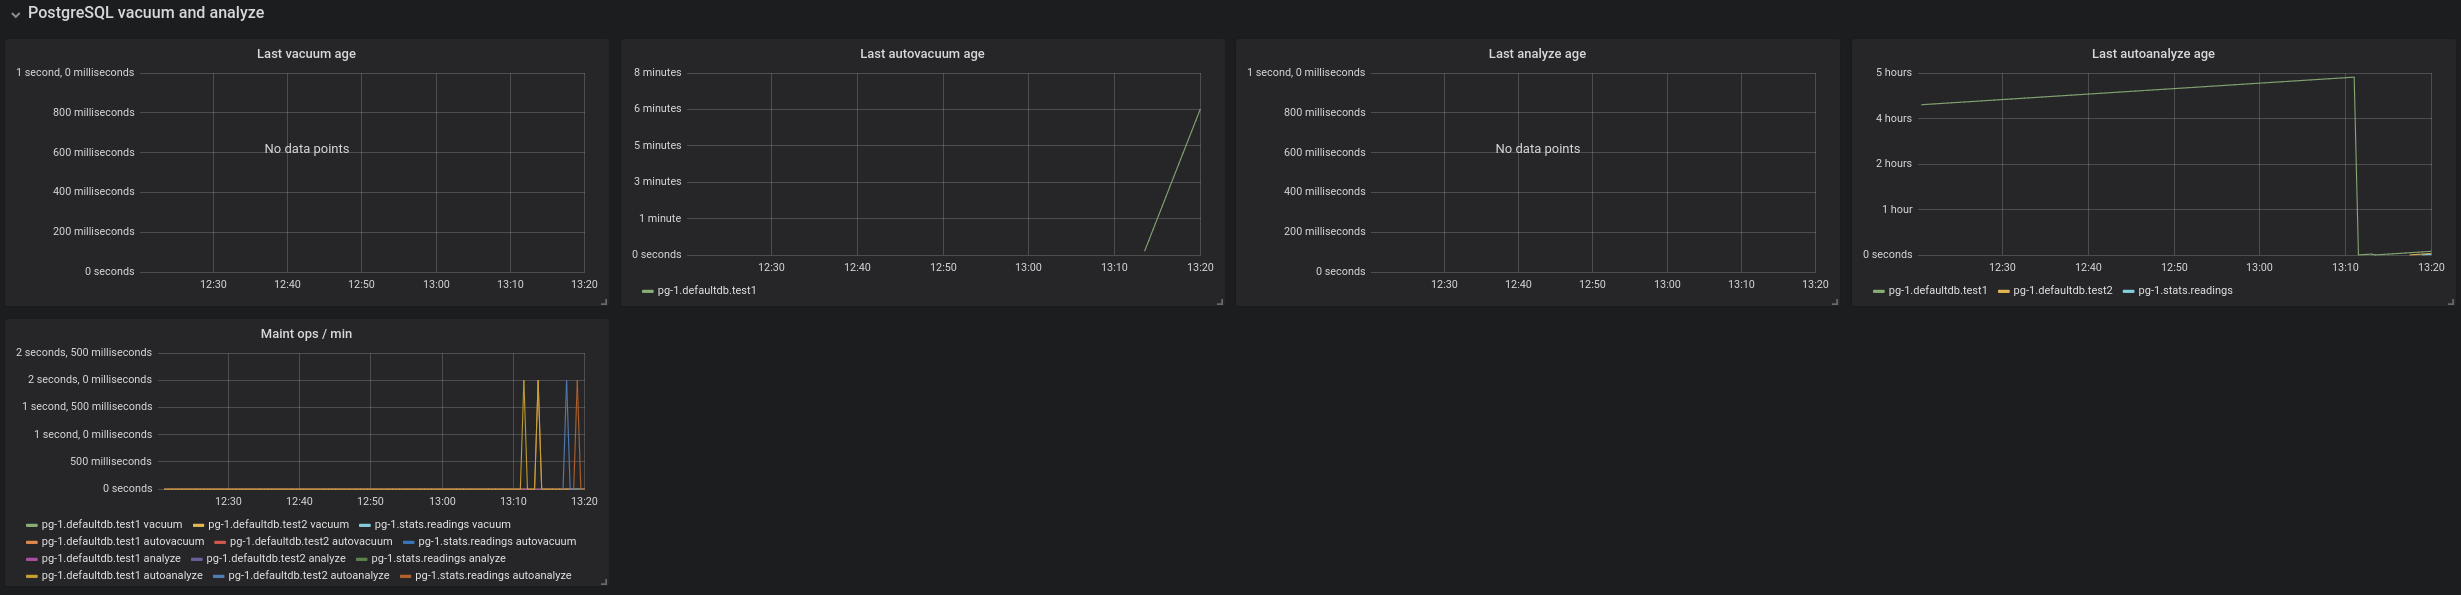 PostgreSQL vacuum and analyze
Last vacuum age
1 second, 0 milliseconds
800 milliseconds
600 milliseconds
400 milliseconds
200 milliseconds
0 seconds
No data points
12:30 12:40 12:50 13:00 13:10 13:20
Last autovacuum age
8 minutes
6 minutes
5 minutes
3 minutes
1 minute
0 seconds
12:30 12:40 12:50 13:00 13:10 13:20
pg-1.defaultdb.test1
Last analyze age
1 second, 0 milliseconds
800 milliseconds
600 milliseconds
400 milliseconds
200 milliseconds
0 seconds
No data points
12:30 12:40 12:50 13:00 13:10 13:20
Last autoanalyze age
5 hours
4 hours
2 hours
1 hour
0 seconds
12:30 12:40 12:50 13:00 13:10 13:20
pg-1.defaultdb.test1 pg-1.defaultdb.test2 pg-1.stats.readings
Maint ops / min
2 seconds, 500 milliseconds
2 seconds, 0 milliseconds
1 second, 500 milliseconds
1 second, 0 milliseconds
500 milliseconds
0 seconds
12:30 12:40 12:50 13:00 13:10 13:20
pg-1.defaultdb.test1 vacuum pg-1.defaultdb.test2 vacuum pg-1.stats.readings vacuum
pg-1.defaultdb.test1 autovacuum pg-1.defaultdb.test2 autovacuum pg-1.stats.readings autovacuum
pg-1.defaultdb.test1 analyze pg-1.defaultdb.test2 analyze pg-1.stats.readings analyze
pg-1.defaultdb.test1 autoanalyze pg-1.defaultdb.test2 autoanalyze pg-1.stats.readings autoanalyze